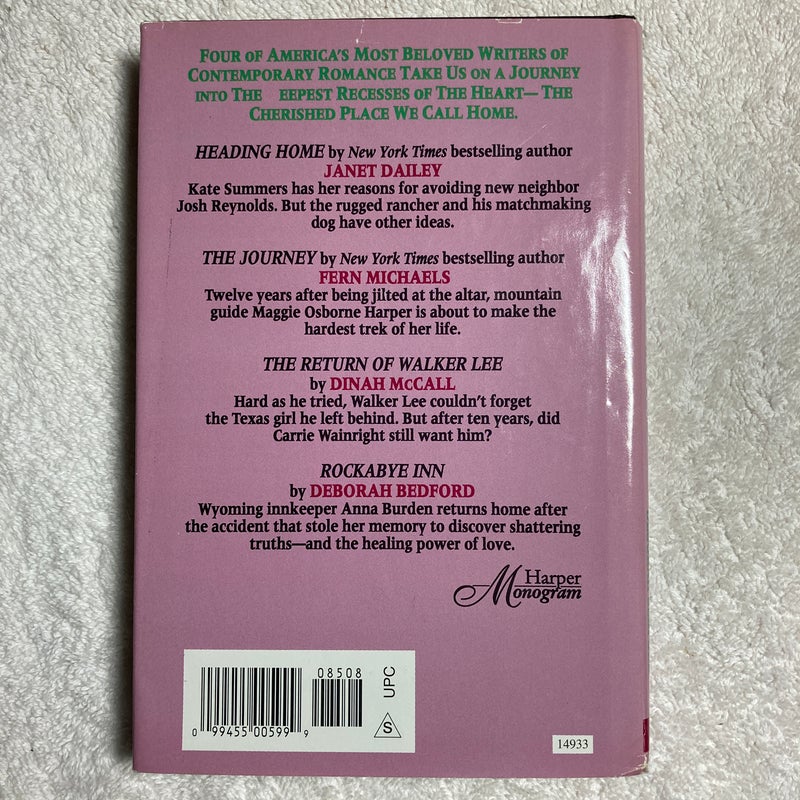 FOUR OF AMERICA'S MOST BELOVED WRITERS OF
CONTEMPORARY ROMANCE TAKE US ON A JOURNEY
INTO THE EEPEST RECESSES OF THE HEART—THE
CHERISHED PLACE WE CALL HOME.
HEADING HOME by New York Times bestselling author
JANET DAILEY
Kate Summers has her reasons for avoiding new neighbor
Josh Reynolds. But the rugged rancher and his matchmaking
dog have other ideas.
THE JOURNEY by New York Times bestselling author
FERN MICHAELS
Twelve years after being jilted at the altar, mountain
guide Maggie Osborne Harper is about to make the
hardest trek of her life.
THE RETURN OF WALKER LEE
by DINAH McCALL
Hard as he tried, Walker Lee couldn't forget
the Texas girl he left behind. But after ten years, did
Carrie Wainright still want him?
ROCKABYE INN
by DEBORAH BEDFORD
Wyoming innkeeper Anna Burden returns home after
the accident that stole her memory to discover shattering
truths—and the healing power of love.
Harper
Monogram
08508
0 99455 00599 9
S UPC
14933